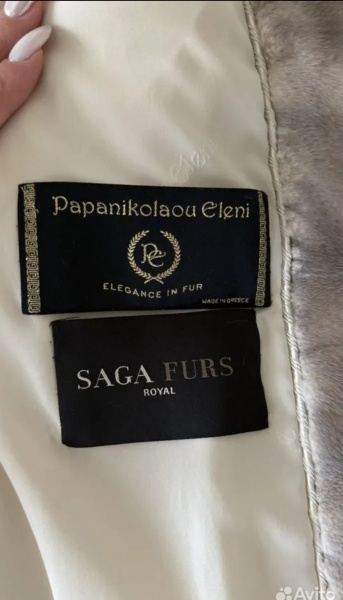 Papanikolaou Eleni
PE
ELEGANCE IN FUR
MADE IN GREECE
SAGA FURS
ROYAL
Avito